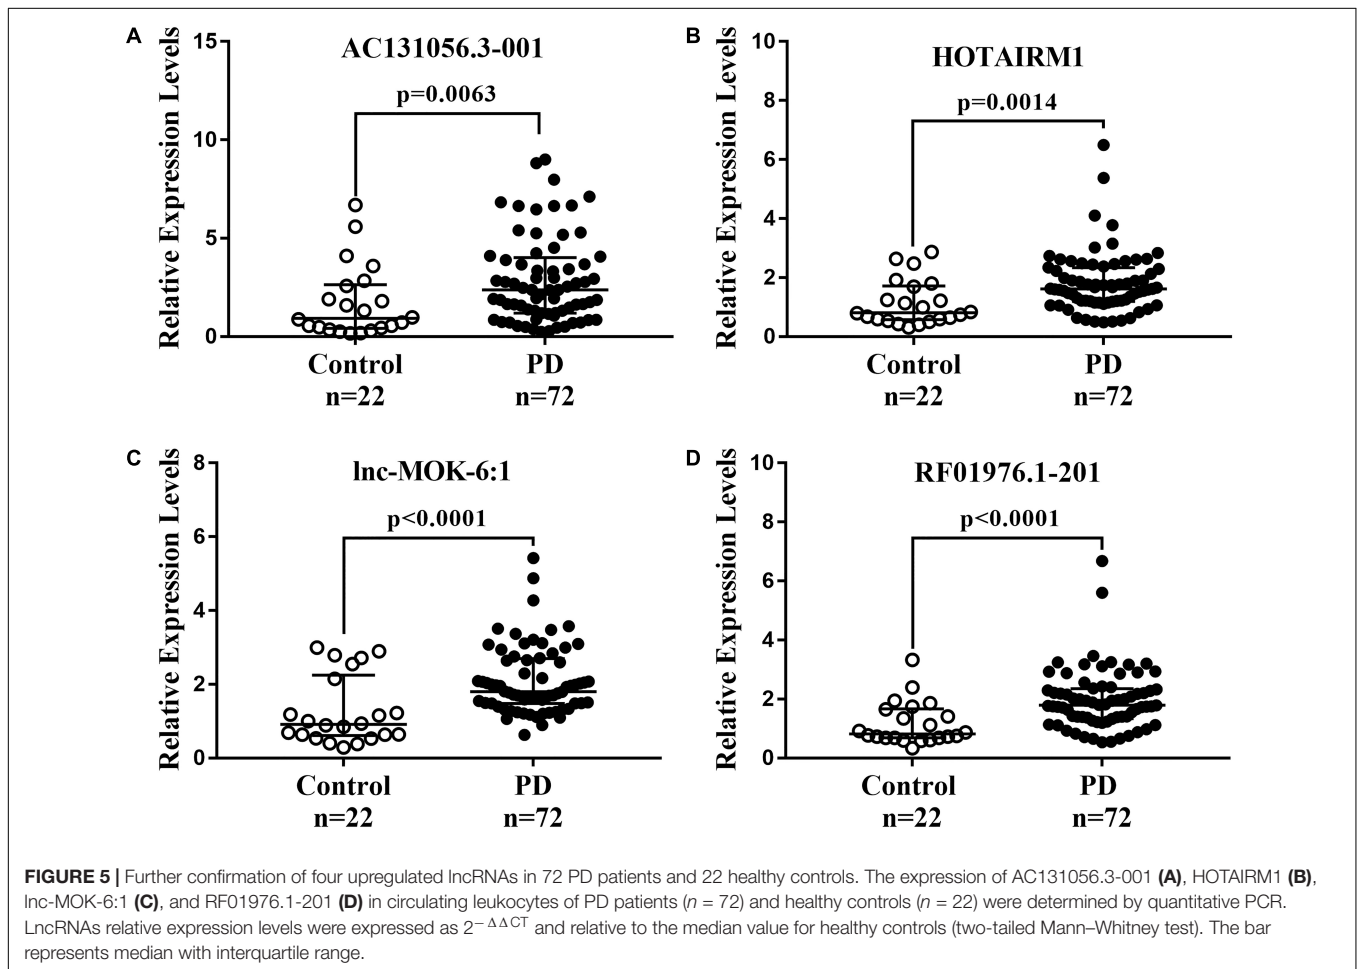 A
AC131056.3-001
p=0.0063
Relative Expression Levels
15
10
5
0
Control
n=22
PD
n=72
B
HOTAIRM1
p=0.0014
Relative Expression Levels
10
8
6
4
2
0
Control
n=22
PD
n=72
C
lnc-MOK-6:1
p<0.0001
Relative Expression Levels
8
6
4
2
0
Control
n=22
PD
n=72
D
RF01976.1-201
p<0.0001
Relative Expression Levels
10
8
6
4
2
0
Control
n=22
PD
n=72
FIGURE 5 | Further confirmation of four upregulated lncRNAs in 72 PD patients and 22 healthy controls. The expression of AC131056.3-001 (A), HOTAIRM1 (B),
lnc-MOK-6:1 (C), and RF01976.1-201 (D) in circulating leukocytes of PD patients (n = 72) and healthy controls (n = 22) were determined by quantitative PCR.
LncRNAs relative expression levels were expressed as 2−ΔΔCT and relative to the median value for healthy controls (two-tailed Mann–Whitney test). The bar
represents median with interquartile range.